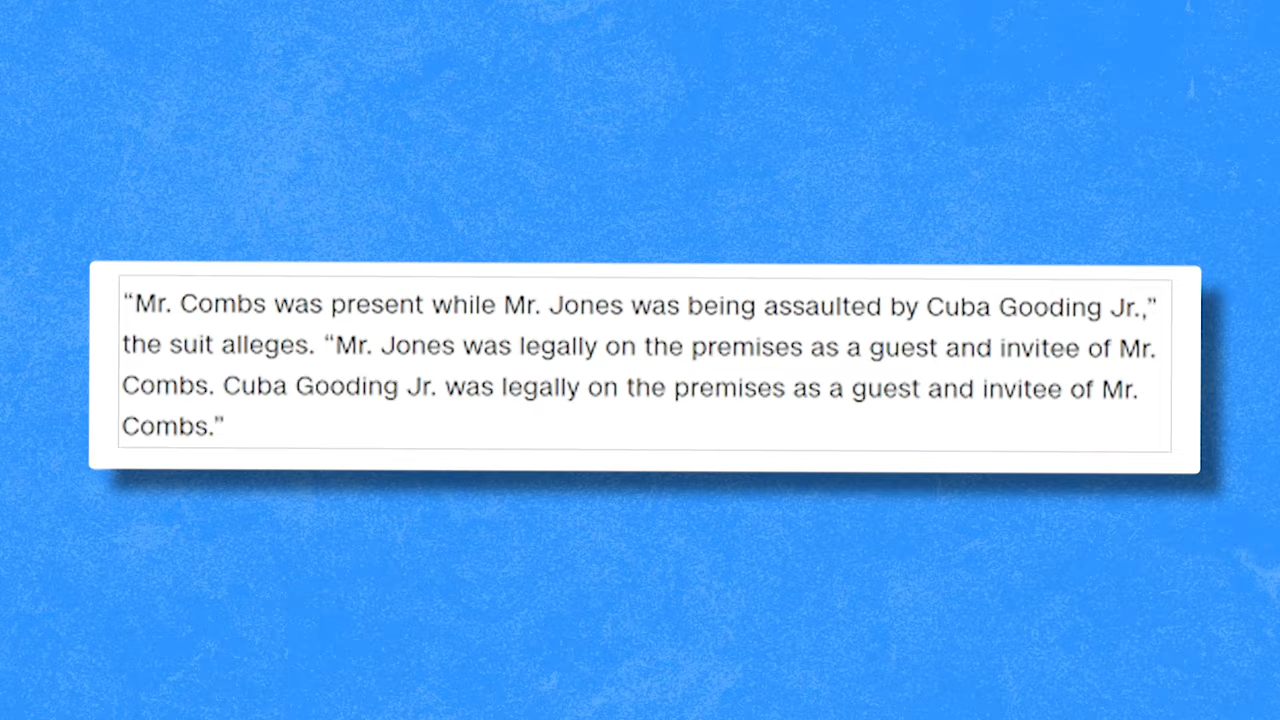 “Mr. Combs was present while Mr. Jones was being assaulted by Cuba Gooding Jr.,”
the suit alleges. “Mr. Jones was legally on the premises as a guest and invitee of Mr.
Combs. Cuba Gooding Jr. was legally on the premises as a guest and invitee of Mr.
Combs.”